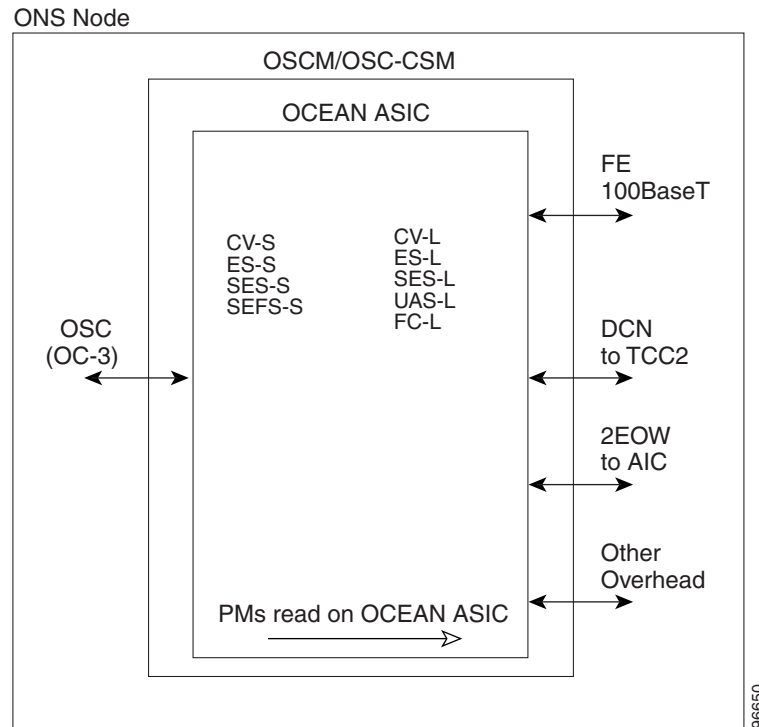 ONS Node
OSCM/OSC-CSM
OCEAN ASIC
FE
100BaseT
CV-S
ES-S
SES-S
SEFS-S
CV-L
ES-L
SES-L
UAS-L
FC-L
OSC
(OC-3)
DCN
to TCC2
2EOW
to AIC
Other
Overhead
PMs read on OCEAN ASIC
96650